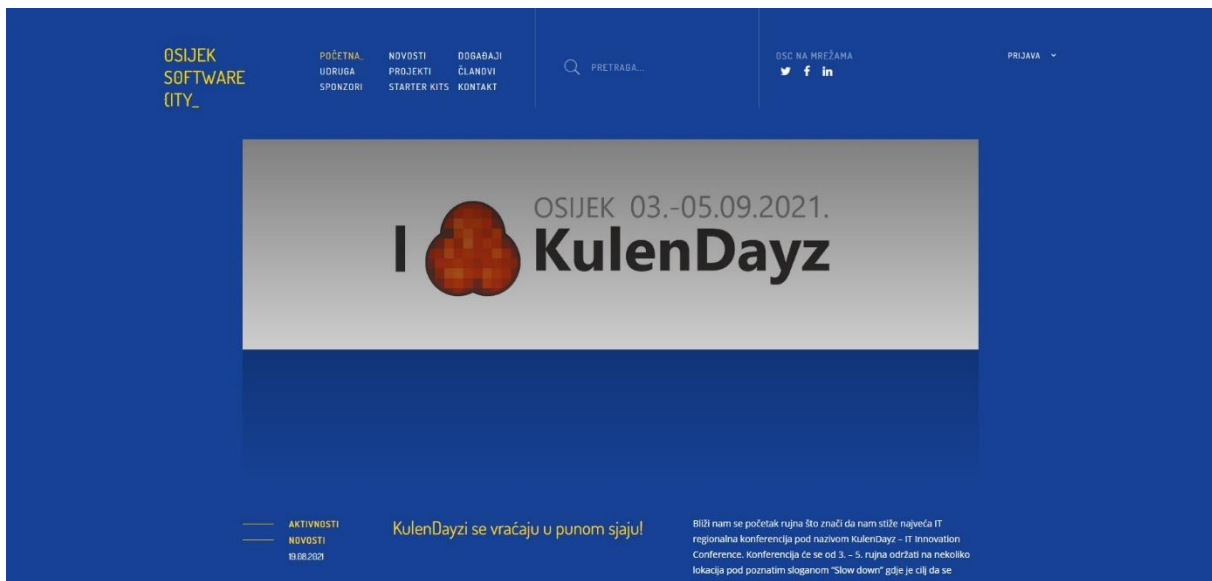 OSIJEK
SOFTWARE
{ITY_
POČETNA_
UDRUGA
SPONZORI
NOVOSTI
PROJEKTI
STARTER KITS
DOGAĐAJI
ČLANOVI
KONTAKT
PRETRAGA...
OSC NA MREŽAMA
PRIJAVA
OSIJEK 03.-05.09.2021.
I KulenDayz
AKTIVNOSTI
NOVOSTI
19.08.2021
KulenDayzi se vraćaju u punom sjaju!
Bliži nam se početak rujna što znači da nam stiže najveća IT
regionalna konferencija pod nazivom KulenDayz – IT Innovation
Conference. Konferencija će se od 3. – 5. rujna održati na nekoliko
lokacija pod poznatim sloganom “Slow down” gdje je cilj da se